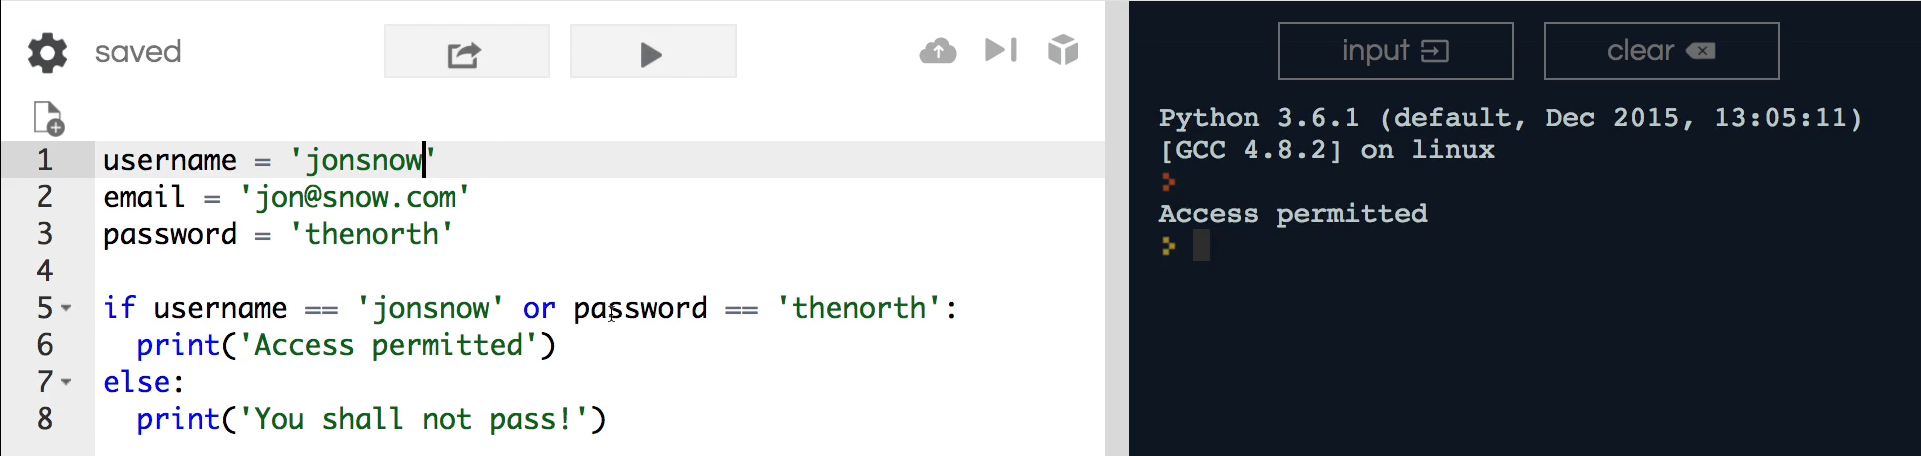 saved
1 username = 'jonsnow'
2 email = 'jon@snow.com'
3 password = 'thenorth'
4
5 if username == 'jonsnow' or password == 'thenorth':
6   print('Access permitted')
7 else:
8   print('You shall not pass!')
input
clear
Python 3.6.1 (default, Dec 2015, 13:05:11)
[GCC 4.8.2] on linux
Access permitted